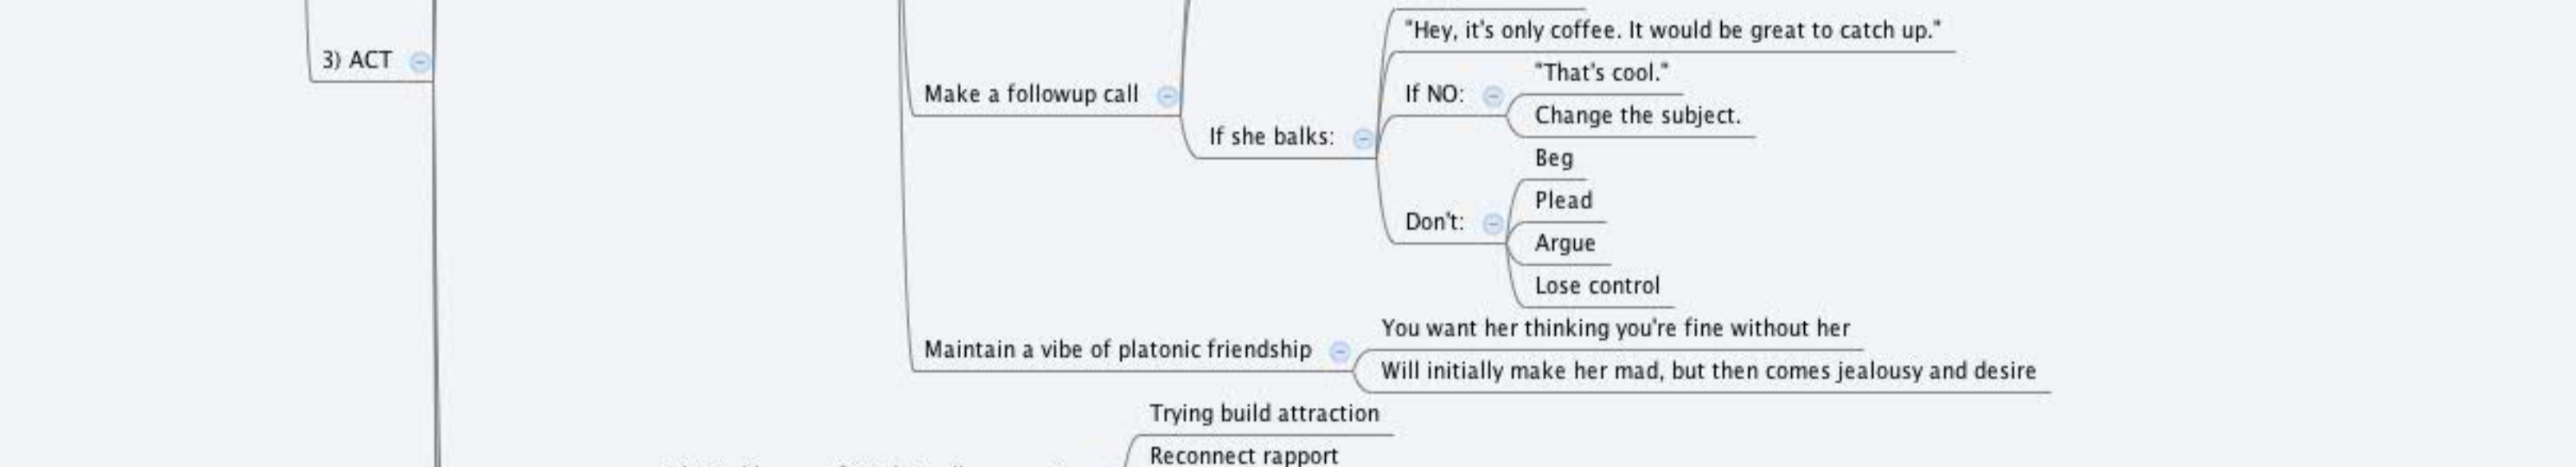 3) ACT
Make a followup call
If she balks:
"Hey, it's only coffee. It would be great to catch up."
If NO:
"That's cool."
Change the subject.
Don't:
Beg
Plead
Argue
Lose control
Maintain a vibe of platonic friendship
You want her thinking you're fine without her
Will initially make her mad, but then comes jealousy and desire
Trying build attraction
Reconnect rapport